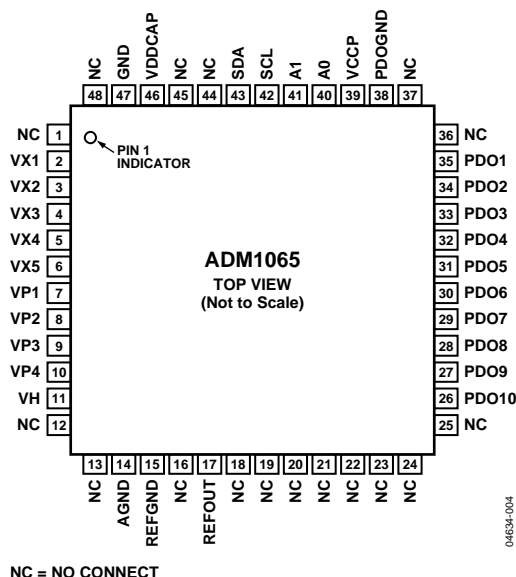 NC GND VDDCAP NC NC SDA SCL A1 A0 VCCP PDOGND NC
48 47 46 45 44 43 42 41 40 39 38 37
NC 1
VX1 2
VX2 3
VX3 4
VX4 5
VX5 6
VP1 7
VP2 8
VP3 9
VP4 10
VH 11
NC 12
PIN 1
INDICATOR
ADM1065
TOP VIEW
(Not to Scale)
36 NC
35 PDO1
34 PDO2
33 PDO3
32 PDO4
31 PDO5
30 PDO6
29 PDO7
28 PDO8
27 PDO9
26 PDO10
25 NC
13 14 15 16 17 18 19 20 21 22 23 24
NC AGND REFGND NC REFOUT NC NC NC NC NC NC NC
04634-004
NC = NO CONNECT